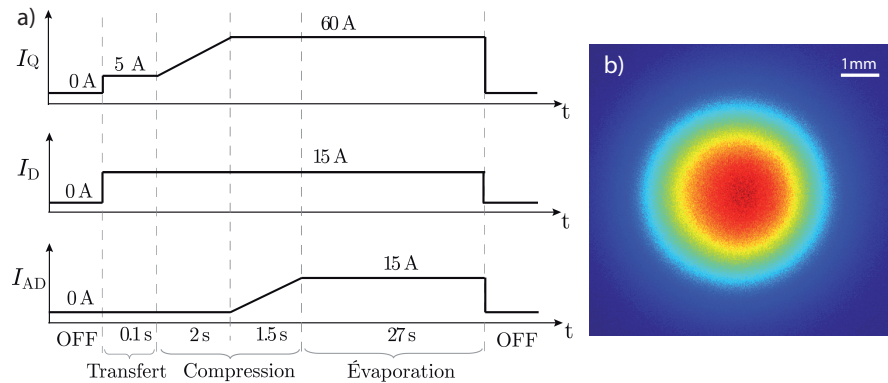 a)
60 A
I_Q
5 A
0 A
t
b)
1mm
15 A
I_D
0 A
t
15 A
I_AD
0 A
t
OFF 0.1 s 2 s 1.5 s 27 s OFF
Transfert Compression Évaporation